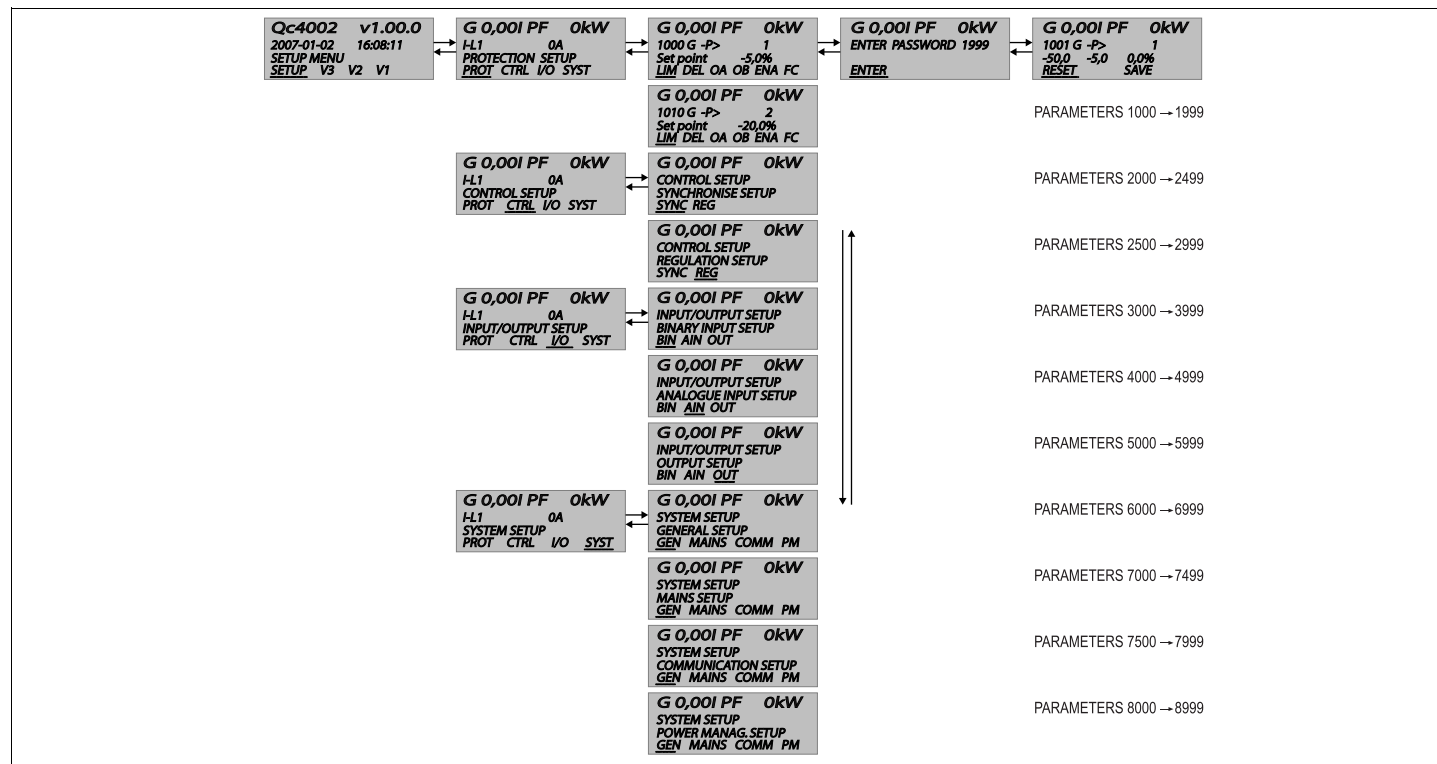 Qc4002 v1.00.0
2007-01-02 16:08:11
SETUP MENU
SETUP V3 V2 V1
G 0,00I PF 0kW
I-L1 0A
PROTECTION SETUP
PROT CTRL I/O SYST
G 0,00I PF 0kW
1000 G -P> 1
Set point -5,0%
LIM DEL OA OB ENA FC
G 0,00I PF 0kW
ENTER PASSWORD 1999
ENTER
G 0,00I PF 0kW
1001 G -P> 1
-50,0 -5,0 0,0%
RESET SAVE
G 0,00I PF 0kW
1010 G -P> 2
Set point -20,0%
LIM DEL OA OB ENA FC
PARAMETERS 1000 → 1999
G 0,00I PF 0kW
I-L1 0A
CONTROL SETUP
PROT CTRL I/O SYST
G 0,00I PF 0kW
CONTROL SETUP
SYNCHRONISE SETUP
SYNC REG
PARAMETERS 2000 → 2499
G 0,00I PF 0kW
CONTROL SETUP
REGULATION SETUP
SYNC REG
PARAMETERS 2500 → 2999
G 0,00I PF 0kW
I-L1 0A
INPUT/OUTPUT SETUP
PROT CTRL I/O SYST
G 0,00I PF 0kW
INPUT/OUTPUT SETUP
BINARY INPUT SETUP
BIN AIN OUT
PARAMETERS 3000 → 3999
G 0,00I PF 0kW
INPUT/OUTPUT SETUP
ANALOGUE INPUT SETUP
BIN AIN OUT
PARAMETERS 4000 → 4999
G 0,00I PF 0kW
INPUT/OUTPUT SETUP
OUTPUT SETUP
BIN AIN OUT
PARAMETERS 5000 → 5999
G 0,00I PF 0kW
I-L1 0A
SYSTEM SETUP
PROT CTRL I/O SYST
G 0,00I PF 0kW
SYSTEM SETUP
GENERAL SETUP
GEN MAINS COMM PM
PARAMETERS 6000 → 6999
G 0,00I PF 0kW
SYSTEM SETUP
MAINS SETUP
GEN MAINS COMM PM
PARAMETERS 7000 → 7499
G 0,00I PF 0kW
SYSTEM SETUP
COMMUNICATION SETUP
GEN MAINS COMM PM
PARAMETERS 7500 → 7999
G 0,00I PF 0kW
SYSTEM SETUP
POWER MANAG. SETUP
GEN MAINS COMM PM
PARAMETERS 8000 → 8999